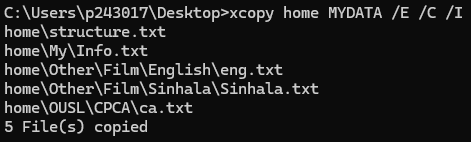 C:\Users\p243017\Desktop>xcopy home MYDATA /E /C /I
home\structure.txt
home\My\Info.txt
home\Other\Film\English\eng.txt
home\Other\Film\Sinhala\Sinhala.txt
home\OUSL\CPCA\ca.txt
5 File(s) copied